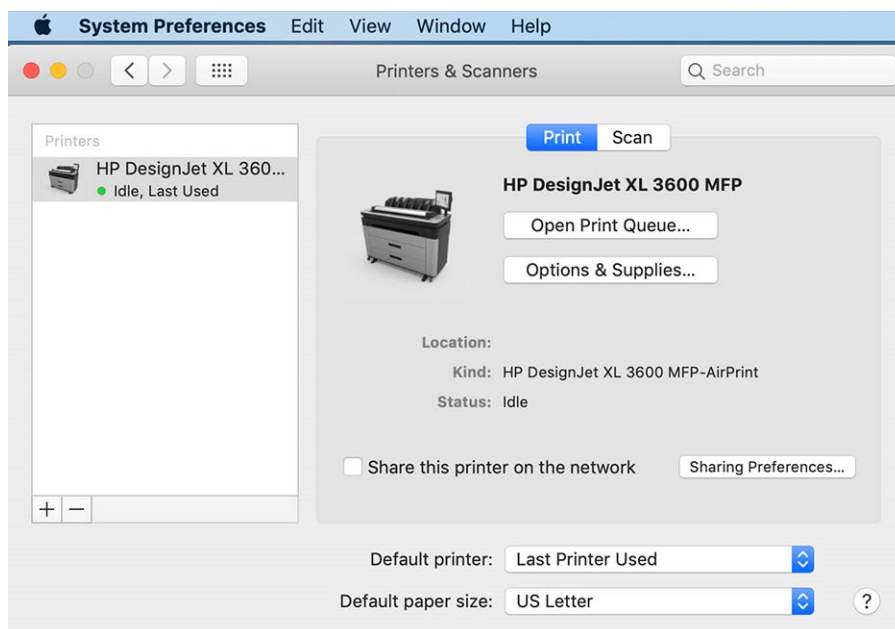 System Preferences Edit View Window Help
Printers & Scanners
Search
Printers
HP DesignJet XL 360...
Idle, Last Used
Print Scan
HP DesignJet XL 3600 MFP
Open Print Queue...
Options & Supplies...
Location:
Kind: HP DesignJet XL 3600 MFP-AirPrint
Status: Idle
Share this printer on the network Sharing Preferences...
+ −
Default printer: Last Printer Used
Default paper size: US Letter ?